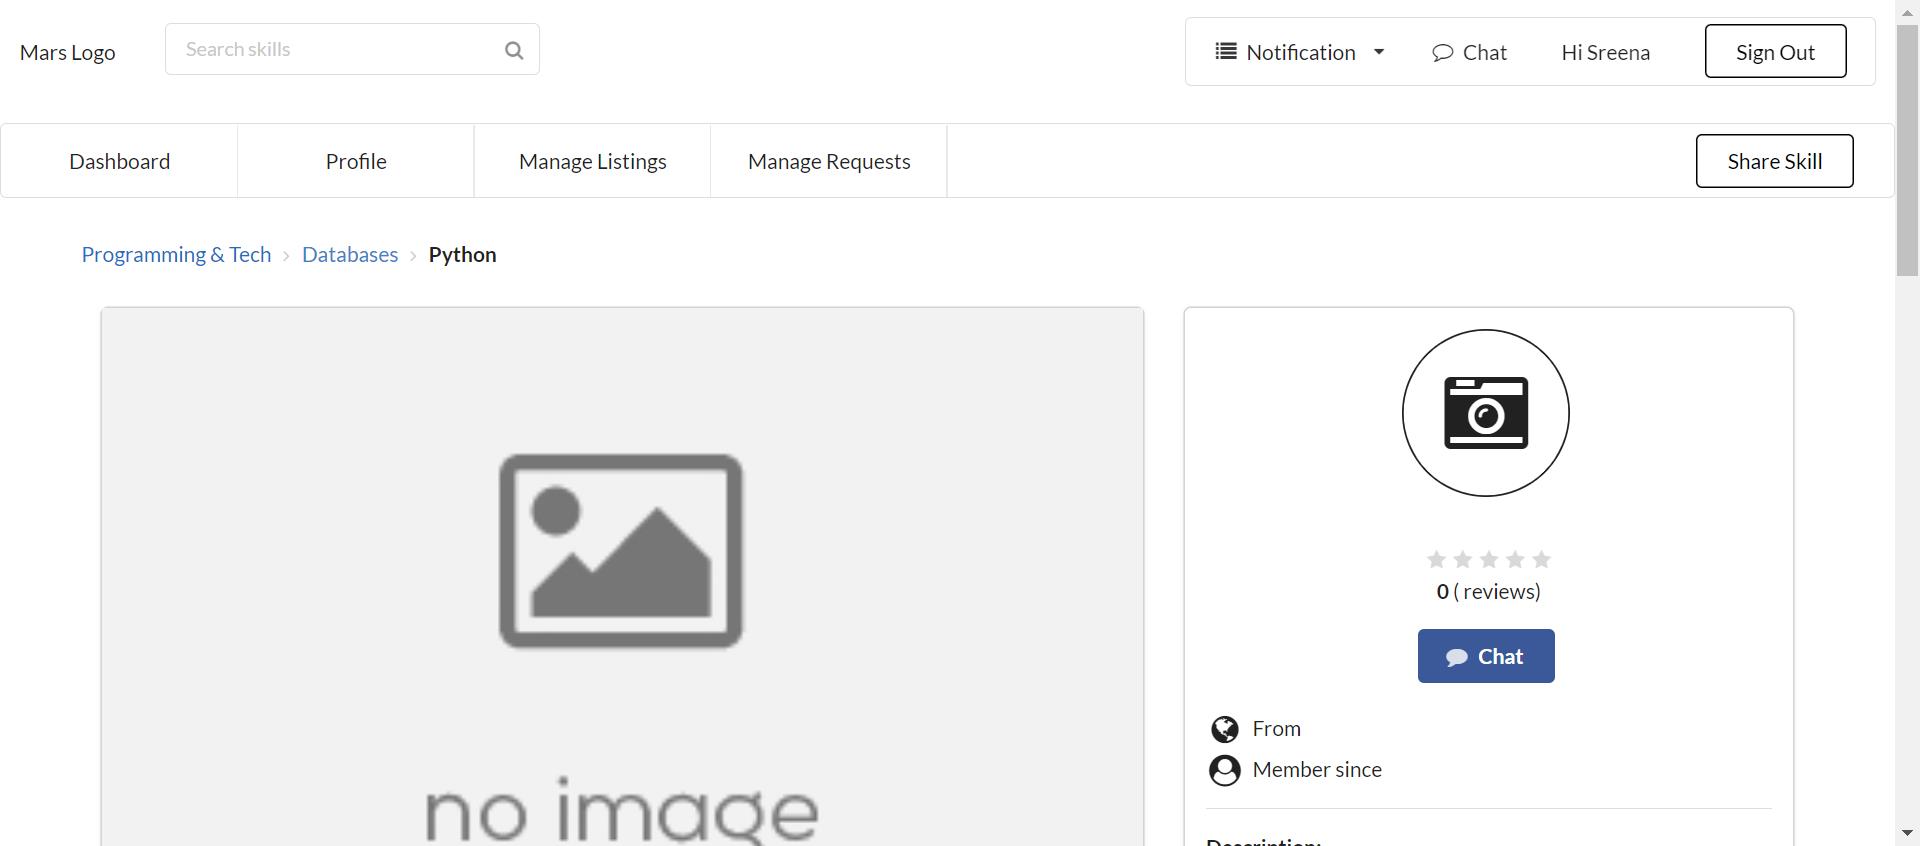 Mars Logo
Search skills
Notification
Chat
Hi Sreena
Sign Out
Dashboard
Profile
Manage Listings
Manage Requests
Share Skill
Programming & Tech › Databases › Python
no image
0 ( reviews)
Chat
From
Member since
Description: